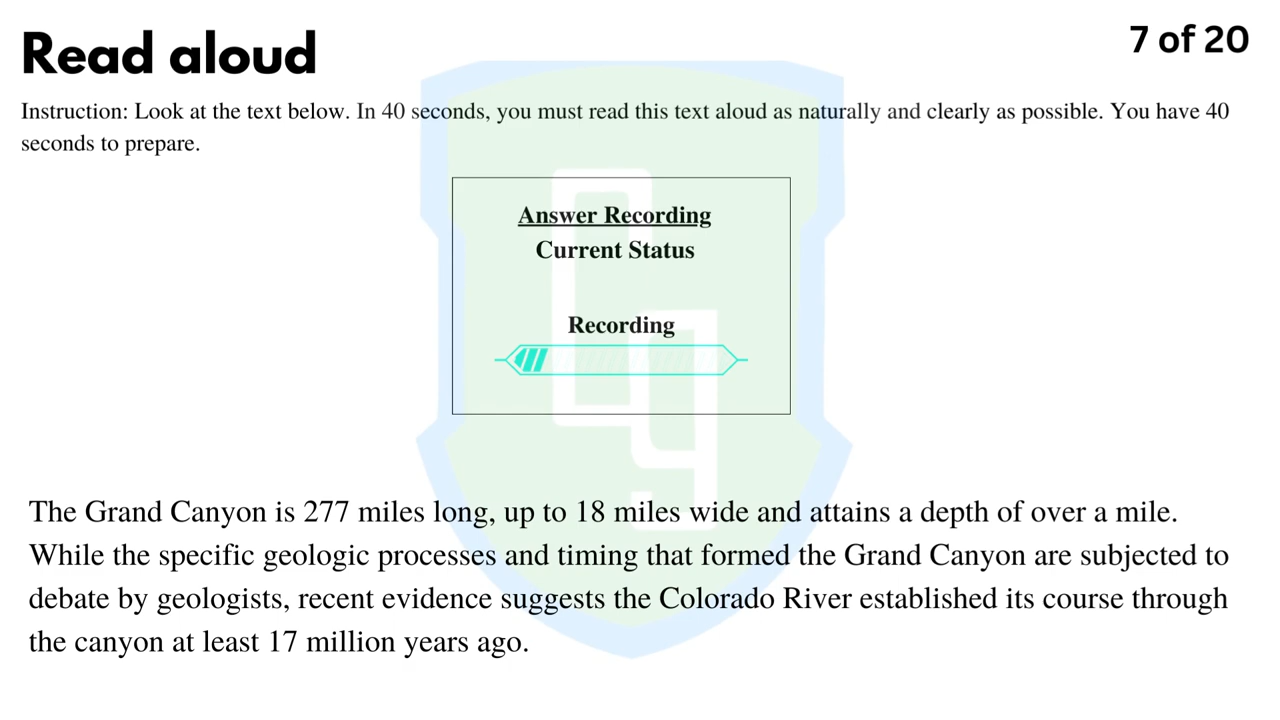 Read aloud
7 of 20
Instruction: Look at the text below. In 40 seconds, you must read this text aloud as naturally and clearly as possible. You have 40
seconds to prepare.
Answer Recording
Current Status
Recording
The Grand Canyon is 277 miles long, up to 18 miles wide and attains a depth of over a mile.
While the specific geologic processes and timing that formed the Grand Canyon are subjected to
debate by geologists, recent evidence suggests the Colorado River established its course through
the canyon at least 17 million years ago.